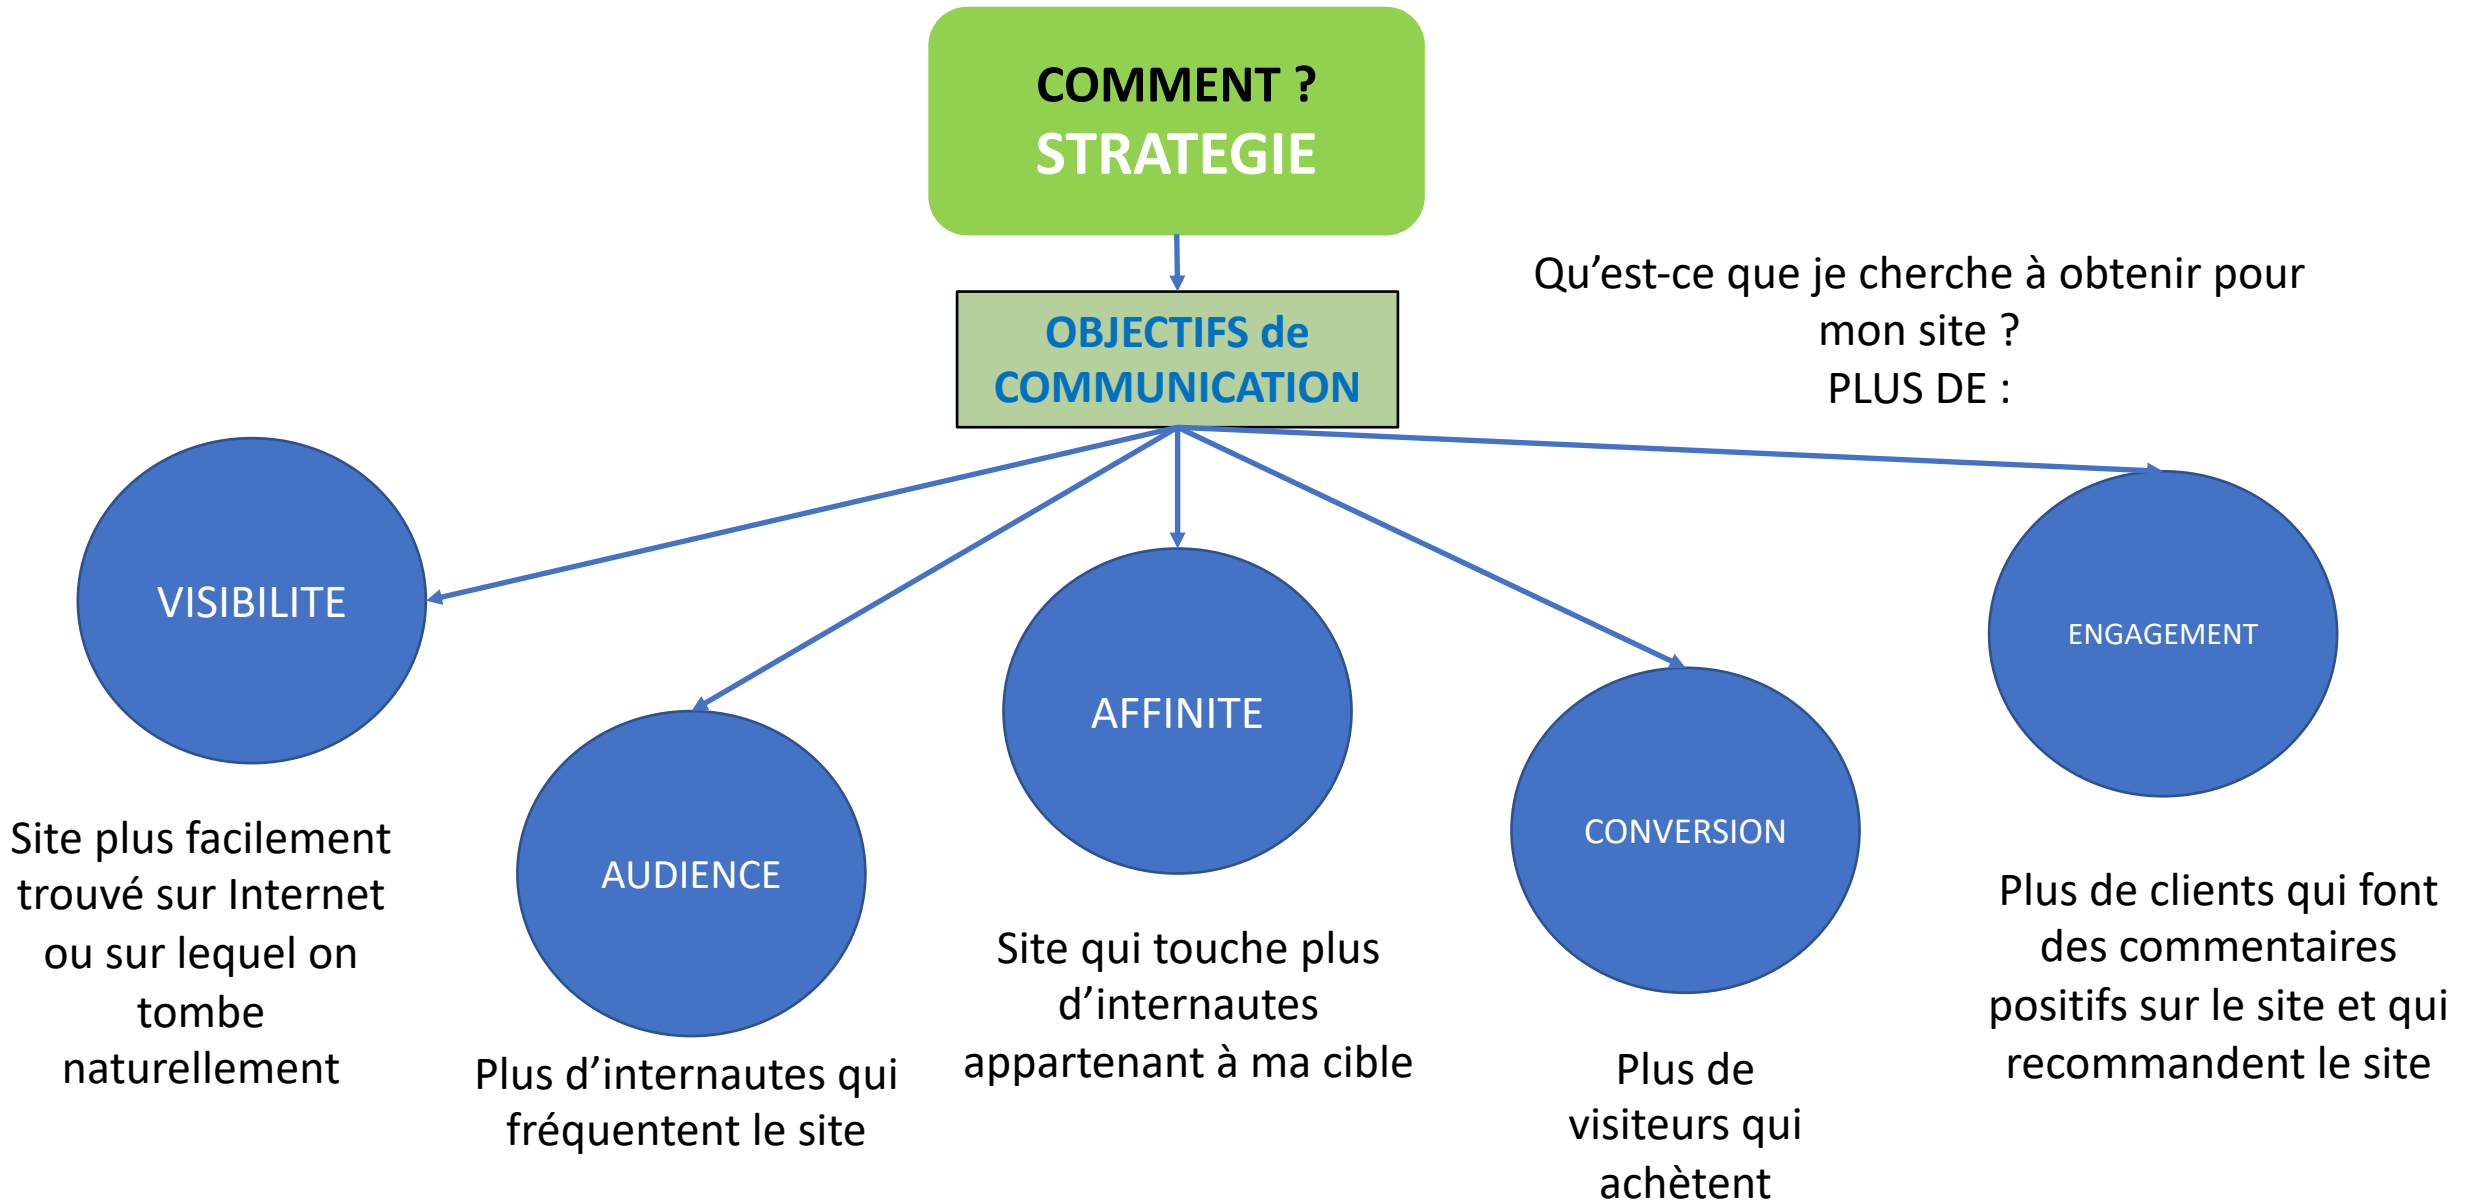 COMMENT ?
STRATEGIE
Qu’est-ce que je cherche à obtenir pour
mon site ?
PLUS DE :
OBJECTIFS de
COMMUNICATION
VISIBILITE
Site plus facilement
trouvé sur Internet
ou sur lequel on
tombe
naturellement
AUDIENCE
Plus d’internautes qui
fréquentent le site
AFFINITE
Site qui touche plus
d’internautes
appartenant à ma cible
CONVERSION
Plus de
visiteurs qui
achètent
ENGAGEMENT
Plus de clients qui font
des commentaires
positifs sur le site et qui
recommandent le site